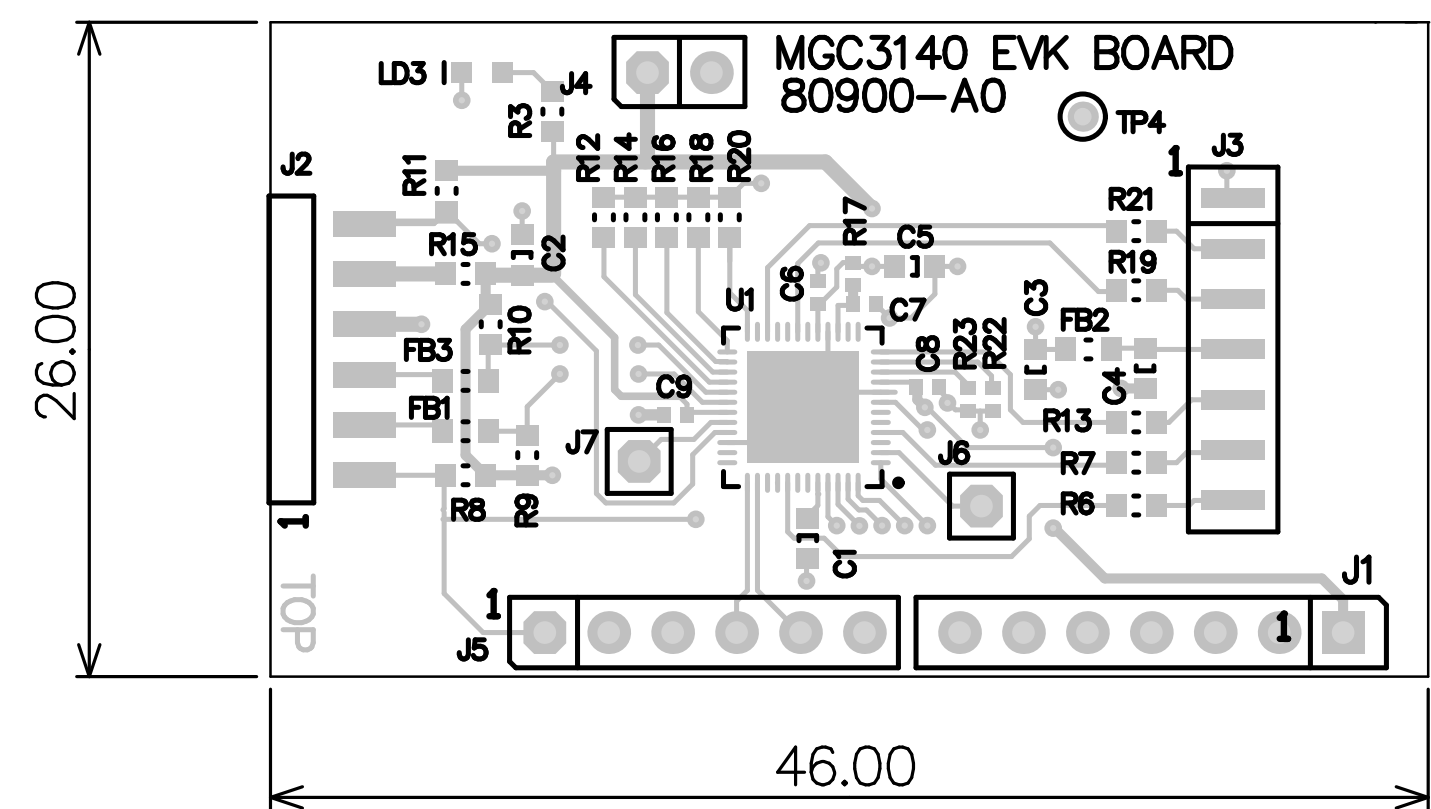 MGC3140 EVK BOARD
80900-A0
LD3
J4
R3
TP4
J2
R11
R12
R14
R16
R18
R20
1
J3
R21
R17
R15
C2
C5
R19
C6
U1
C7
C3
FB2
R10
FB3
C8
R23
R22
C4
FB1
C9
R13
J7
J6
R7
R8
R9
R6
1
C1
J1
TOP
1
1
J5
26.00
46.00